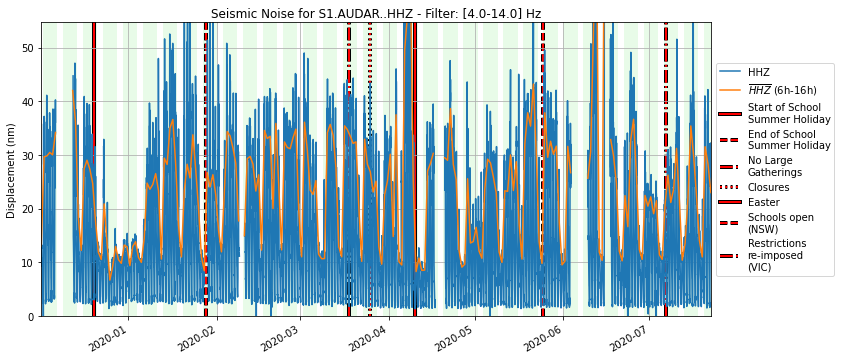 Seismic Noise for S1.AUDAR..HHZ - Filter: [4.0-14.0] Hz
Displacement (nm)
50
40
30
20
10
0
2020-01
2020-02
2020-03
2020-04
2020-05
2020-06
2020-07
HHZ
HHZ (6h-16h)
Start of School
Summer Holiday
End of School
Summer Holiday
No Large
Gatherings
Closures
Easter
Schools open
(NSW)
Restrictions
re-imposed
(VIC)